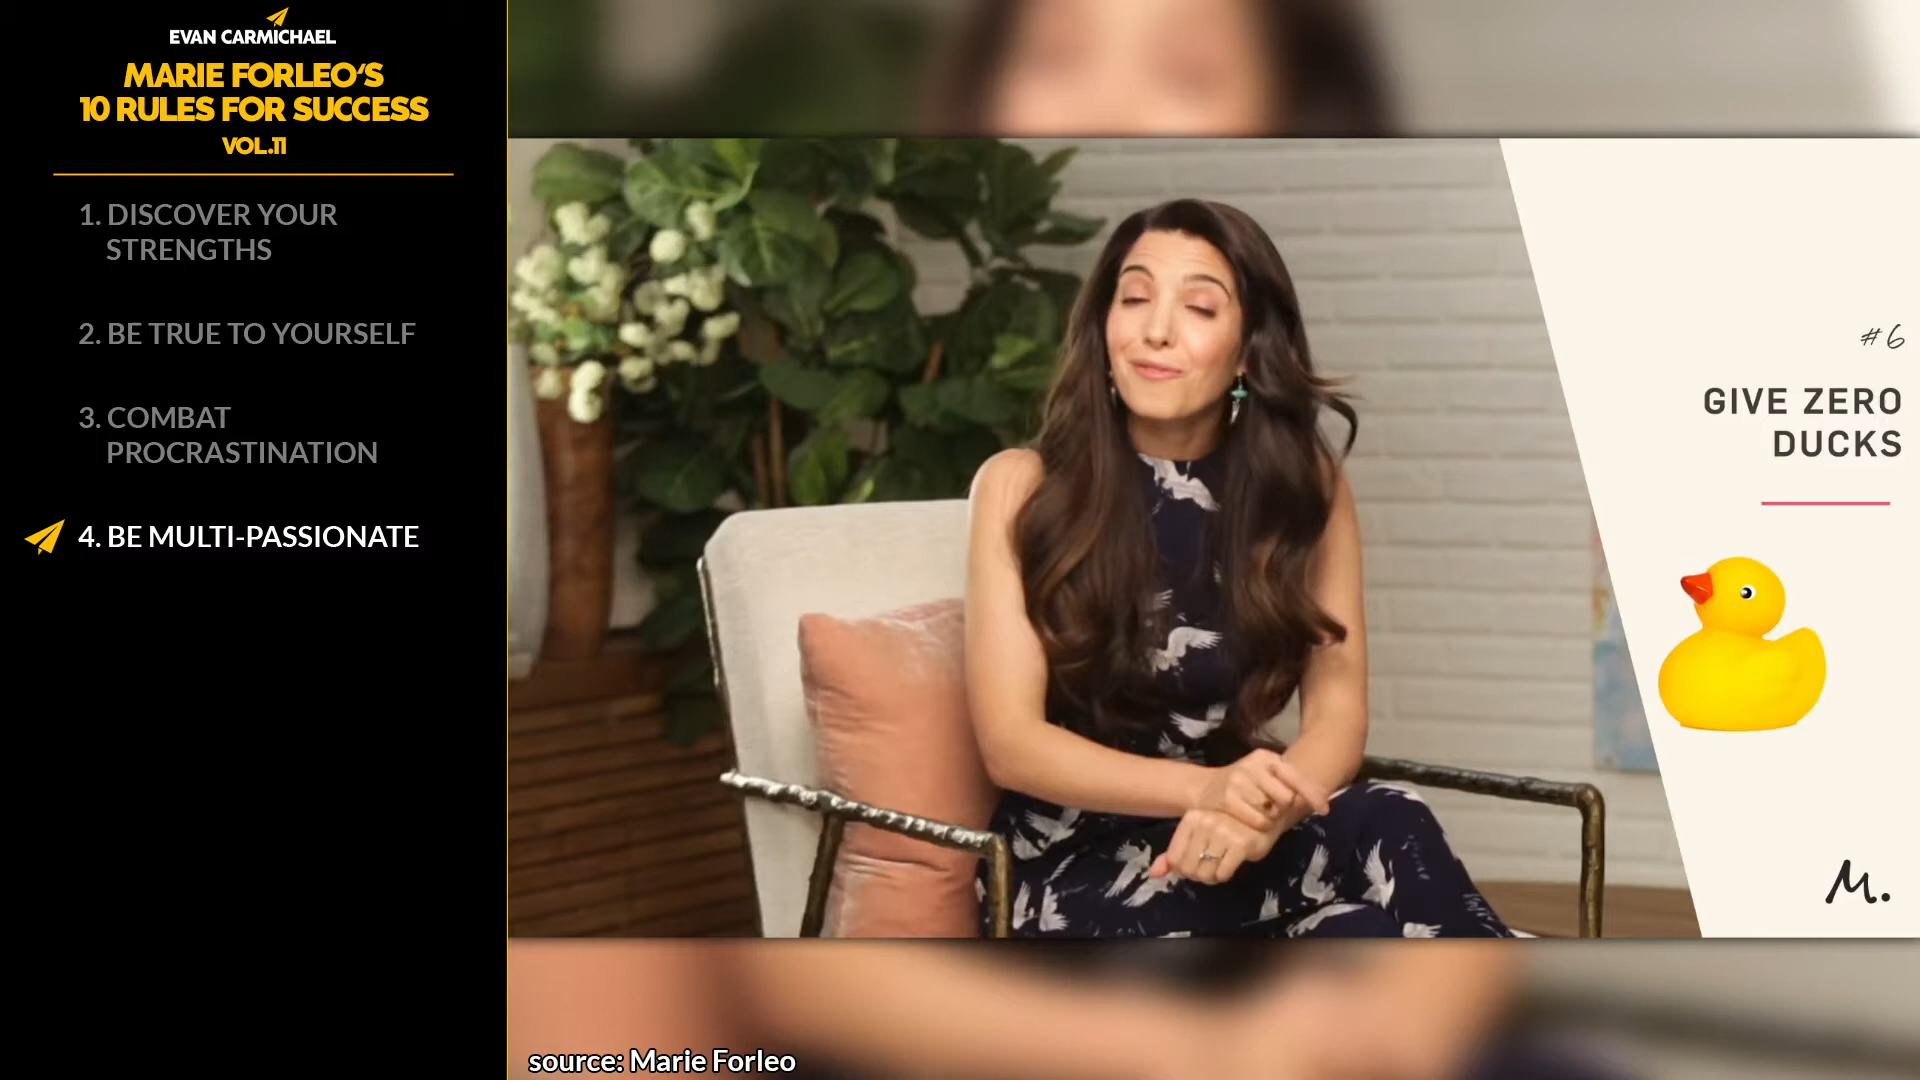 EVAN CARMICHAEL
MARIE FORLEO'S
10 RULES FOR SUCCESS
VOL.11
1. DISCOVER YOUR
STRENGTHS
2. BE TRUE TO YOURSELF
3. COMBAT
PROCRASTINATION
4. BE MULTI-PASSIONATE
#6
GIVE ZERO
DUCKS
M.
source: Marie Forleo